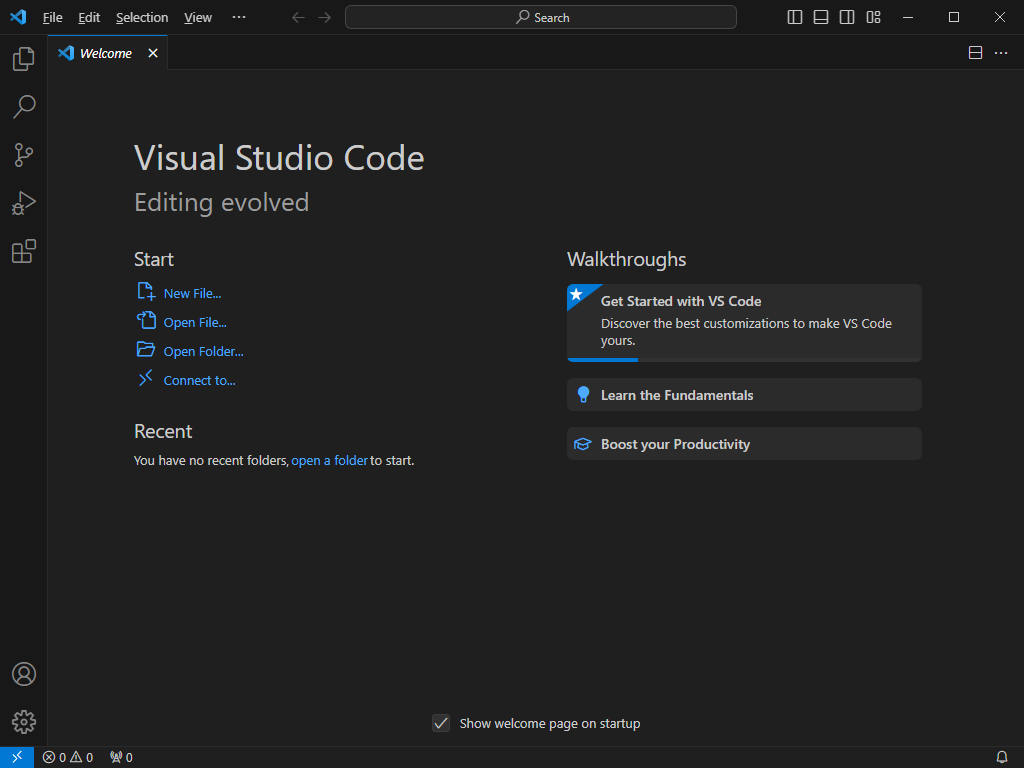 File Edit Selection View ··· Search
Welcome
Visual Studio Code
Editing evolved
Start
New File...
Open File...
Open Folder...
Connect to...
Recent
You have no recent folders, open a folder to start.
Walkthroughs
Get Started with VS Code
Discover the best customizations to make VS Code
yours.
Learn the Fundamentals
Boost your Productivity
Show welcome page on startup
0 0 0